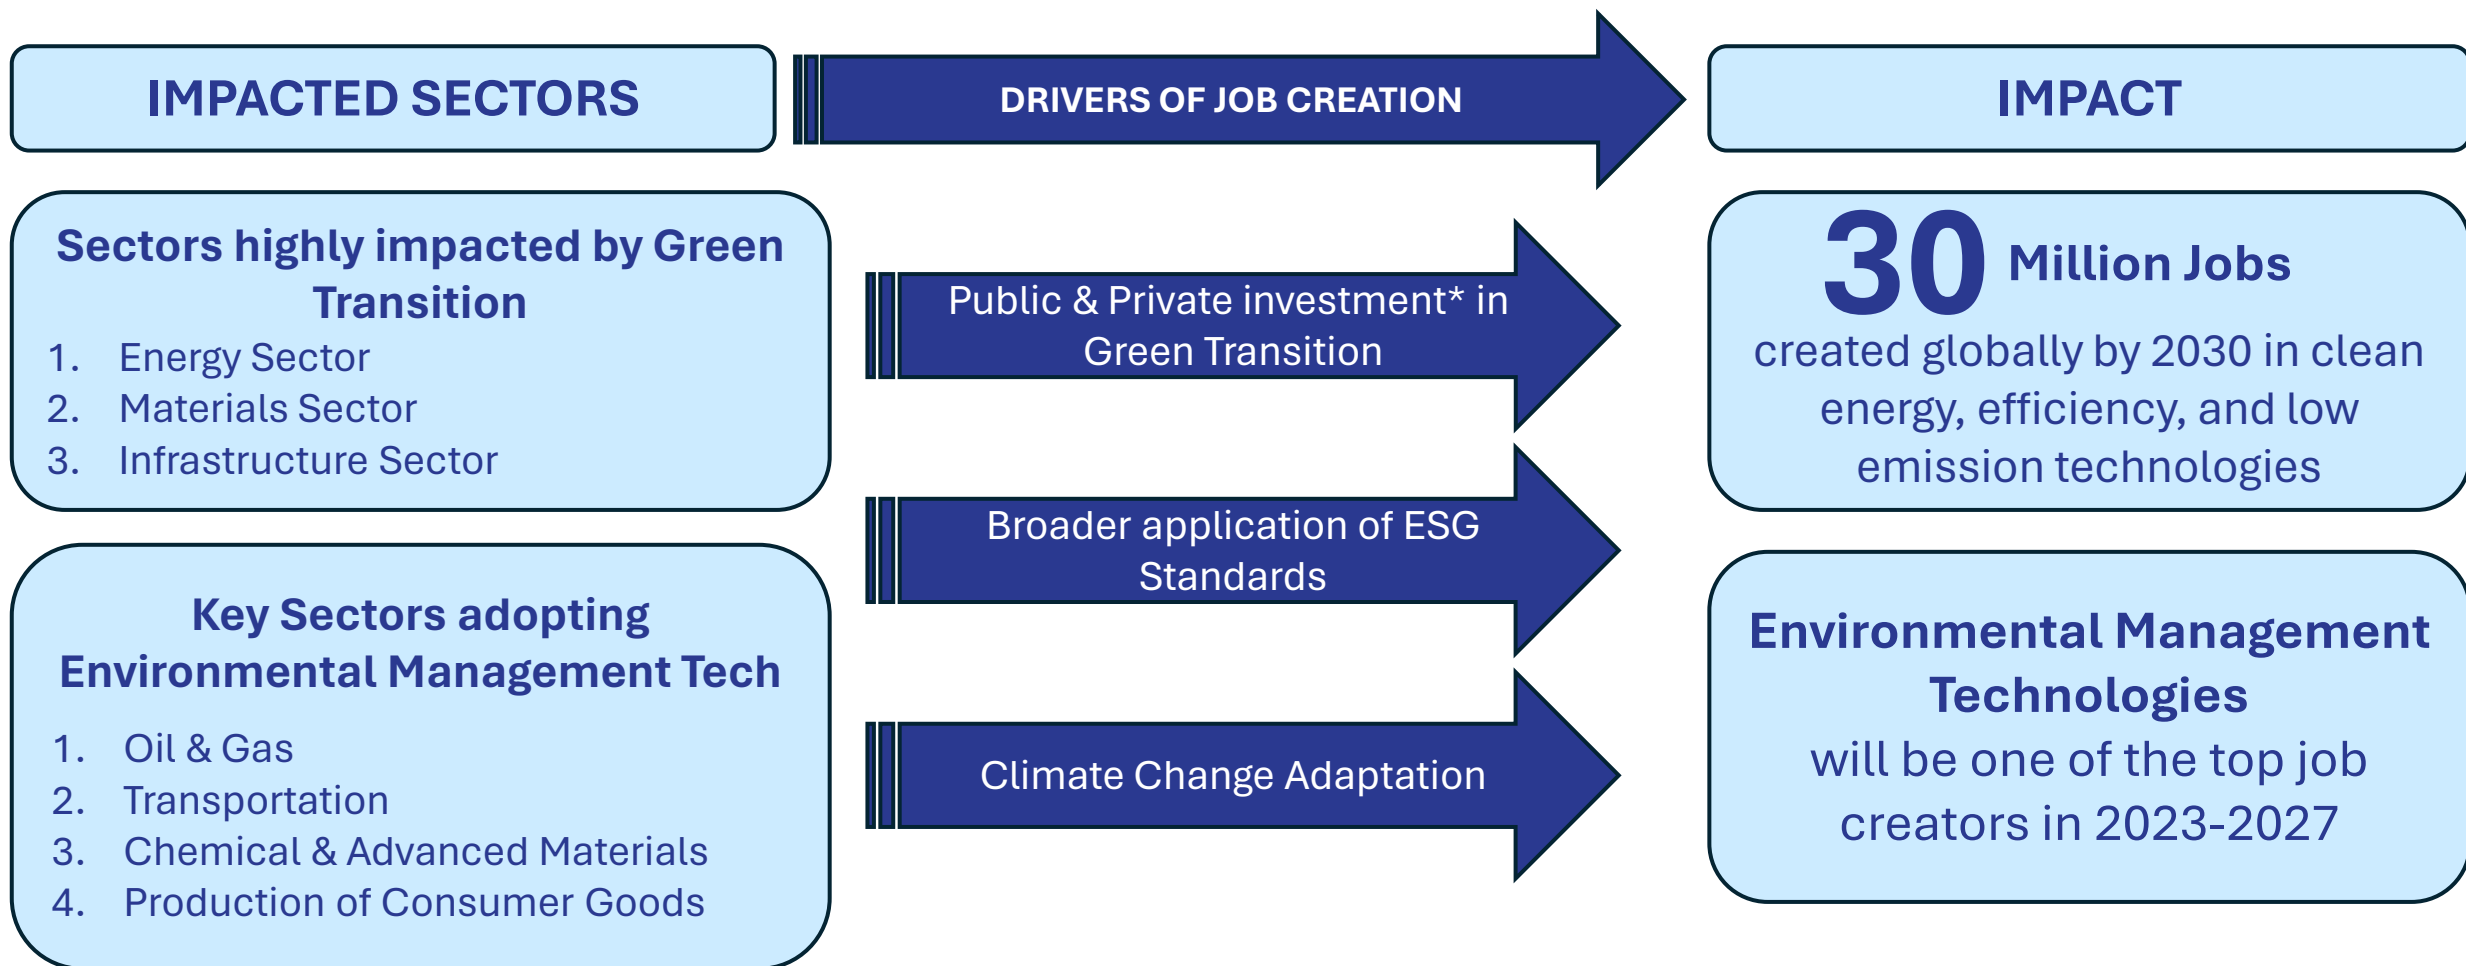 IMPACTED SECTORS
DRIVERS OF JOB CREATION
IMPACT
Sectors highly impacted by Green
Transition
1. Energy Sector
2. Materials Sector
3. Infrastructure Sector
Key Sectors adopting
Environmental Management Tech
1. Oil & Gas
2. Transportation
3. Chemical & Advanced Materials
4. Production of Consumer Goods
Public & Private investment* in
Green Transition
Broader application of ESG
Standards
Climate Change Adaptation
30 Million Jobs
created globally by 2030 in clean
energy, efficiency, and low
emission technologies
Environmental Management
Technologies
will be one of the top job
creators in 2023-2027